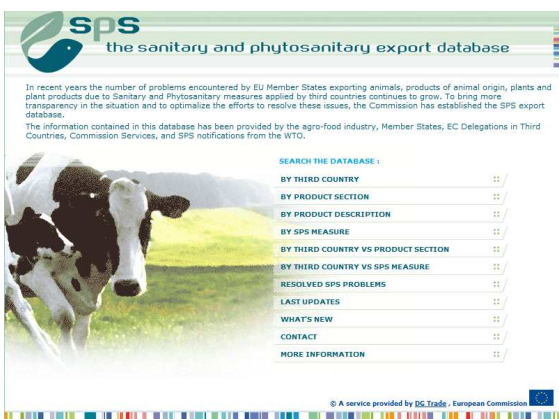 sps
the sanitary and phytosanitary export database
In recent years the number of problems encountered by EU Member States exporting animals, products of animal origin, plants and
plant products due to Sanitary and Phytosanitary measures applied by third countries continues to grow. To bring more
transparency in the situation and to optimalize the efforts to resolve these issues, the Commission has established the SPS export
database.
The information contained in this database has been provided by the agro-food industry, Member States, EC Delegations in Third
Countries, Commission Services, and SPS notifications from the WTO.
SEARCH THE DATABASE :
BY THIRD COUNTRY
BY PRODUCT SECTION
BY PRODUCT DESCRIPTION
BY SPS MEASURE
BY THIRD COUNTRY VS PRODUCT SECTION
BY THIRD COUNTRY VS SPS MEASURE
RESOLVED SPS PROBLEMS
LAST UPDATES
WHAT'S NEW
CONTACT
MORE INFORMATION
© A service provided by DG Trade , European Commission